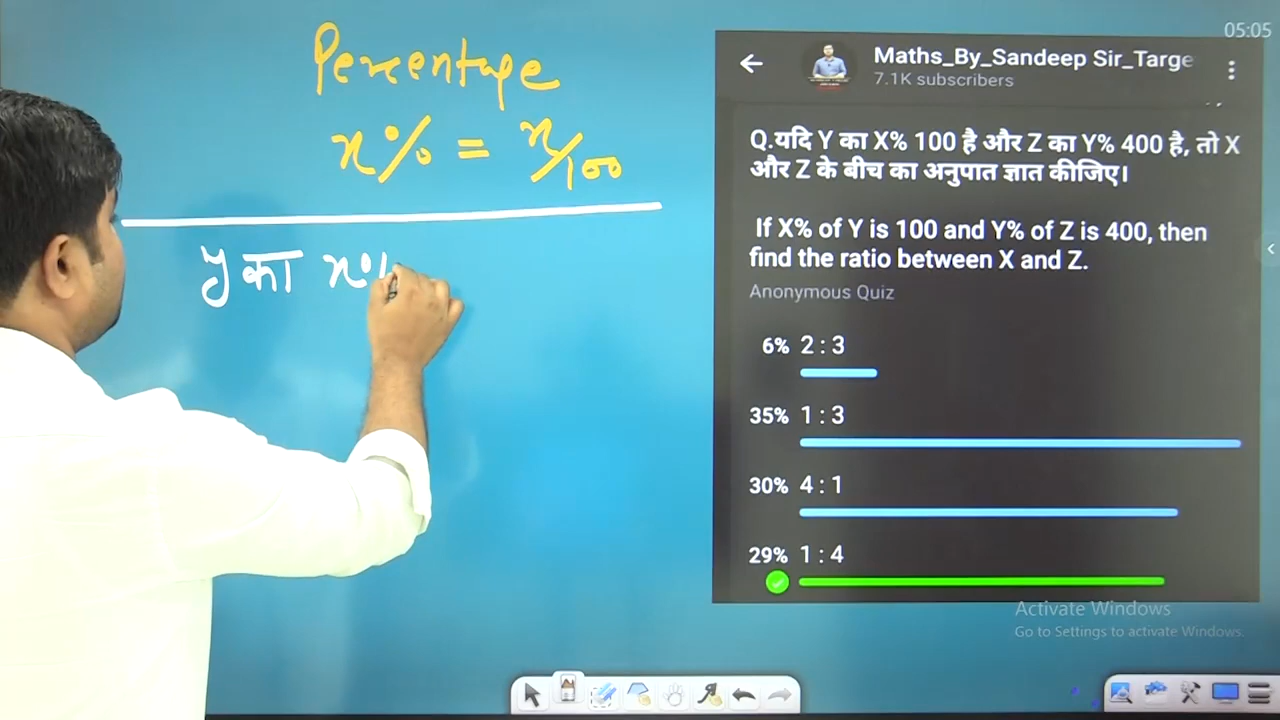 Percentage
x% = x/100
y का x%
05:05
Maths_By_Sandeep Sir_Targe
7.1K subscribers
Q.यदि Y का X% 100 है और Z का Y% 400 है, तो X
और Z के बीच का अनुपात ज्ञात कीजिए।
If X% of Y is 100 and Y% of Z is 400, then
find the ratio between X and Z.
Anonymous Quiz
6% 2 : 3
35% 1 : 3
30% 4 : 1
29% 1 : 4
Activate Windows
Go to Settings to activate Windows.